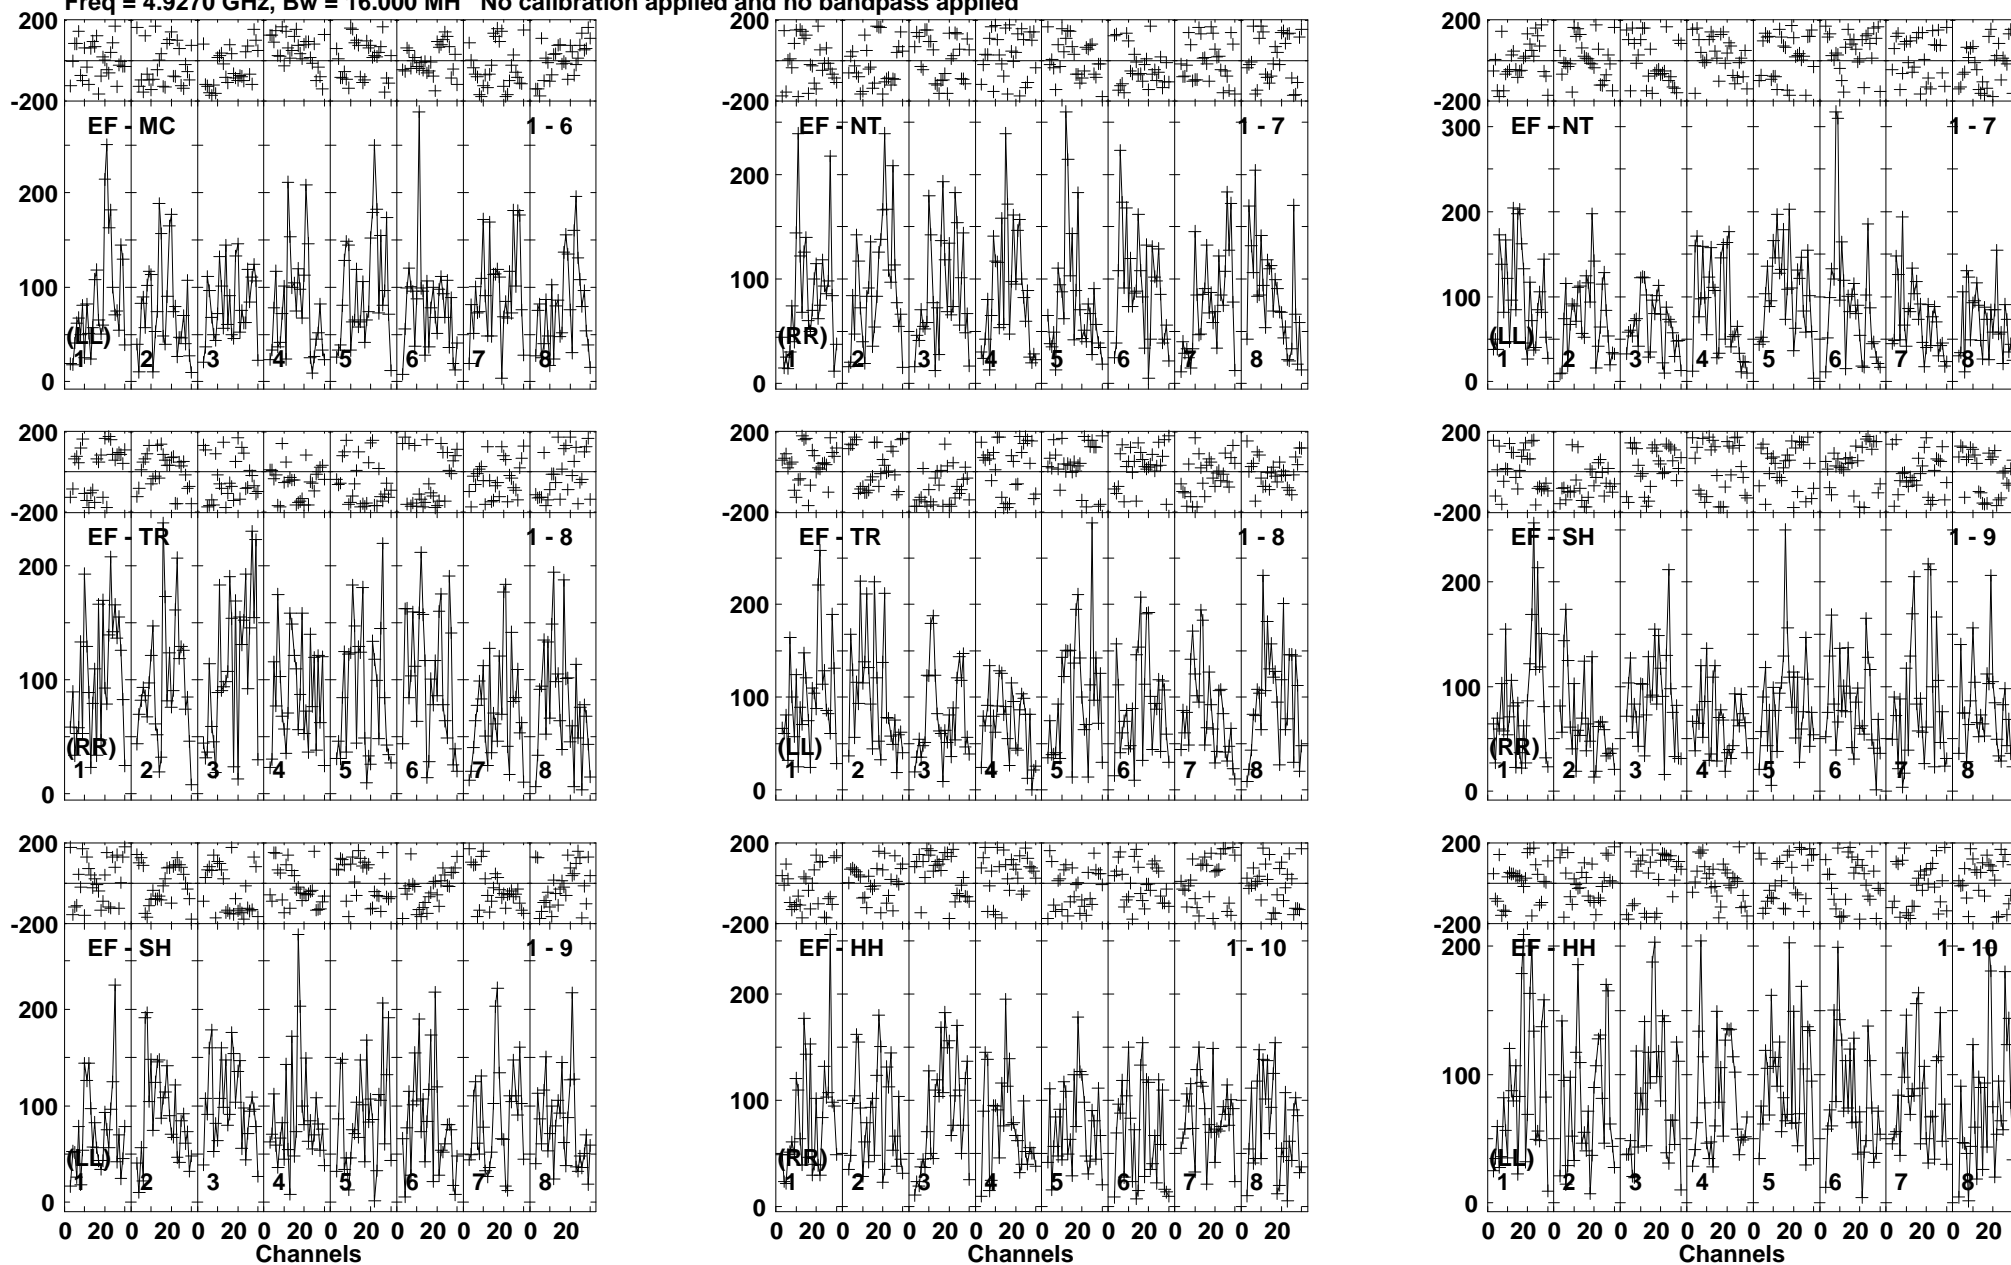 Freq = 4.9270 GHz, Bw = 16.000 MH No calibration applied and no bandpass applied
200 200 200
-200 -200 -200
EF - MC 1 - 6 EF - NT 1 - 7 EF - NT 1 - 7
300
200 200 200
100 100 100
(LL) (RR) (LL)
1 2 3 4 5 6 7 8 1 2 3 4 5 6 7 8 1 2 3 4 5 6 7 8
0 0 0
200 200 200
-200 -200 -200
EF - TR 1 - 8 EF - TR 1 - 8 EF - SH 1 - 9
200 200 200
100 100 100
(RR) (LL) (RR)
1 2 3 4 5 6 7 8 1 2 3 4 5 6 7 8 1 2 3 4 5 6 7 8
0 0 0
200 200 200
-200 -200 -200
EF - SH 1 - 9 EF - HH 1 - 10 EF - HH 1 - 10
200 200 200
100 100 100
(LL) (RR) (LL)
1 2 3 4 5 6 7 8 1 2 3 4 5 6 7 8 1 2 3 4 5 6 7 8
0 0 0
0 20 0 20 0 20 0 20 0 20 0 20 0 20 0 20 0 20 0 20 0 20 0 20 0 20 0 20 0 20 0 20 0 20 0 20 0 20 0 20 0 20 0 20 0 20 0 20
Channels Channels Channels